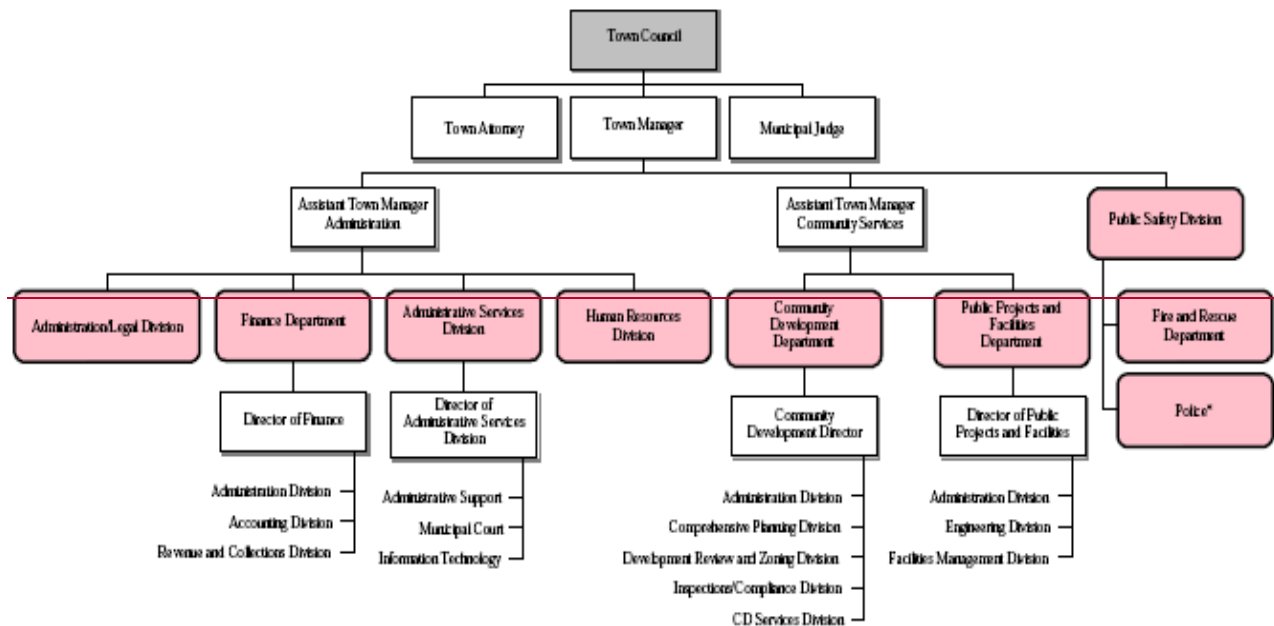 Town Council
Town Attorney
Town Manager
Municipal Judge
Assistant Town Manager
Administration
Assistant Town Manager
Community Services
Public Safety Division
Administration/Legal Division
Finance Department
Administrative Services
Division
Human Resources
Division
Community
Development
Department
Public Projects and
Facilities
Department
Fire and Rescue
Department
Police*
Director of Finance
Director of
Administrative Services
Division
Community
Development Director
Director of Public
Projects and Facilities
Administration Division
Accounting Division
Revenue and Collections Division
Administrative Support
Municipal Court
Information Technology
Administration Division
Comprehensive Planning Division
Development Review and Zoning Division
Inspections/Compliance Division
CD Services Division
Administration Division
Engineering Division
Facilities Management Division